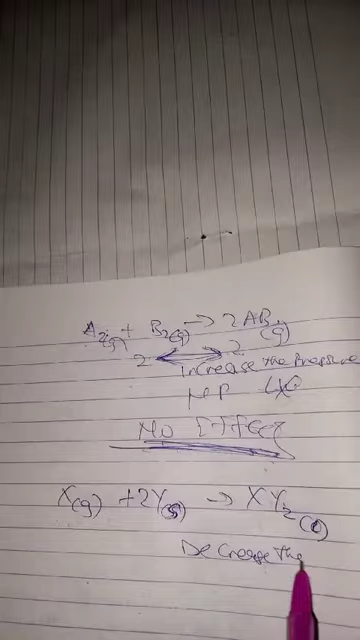 A₂(g) + B₂(g) → 2AB(g)
2 ↔ 2
increase the pressure
NO EFFECT
X(g) + 2Y(g) → XY₂(l)
Decrease the